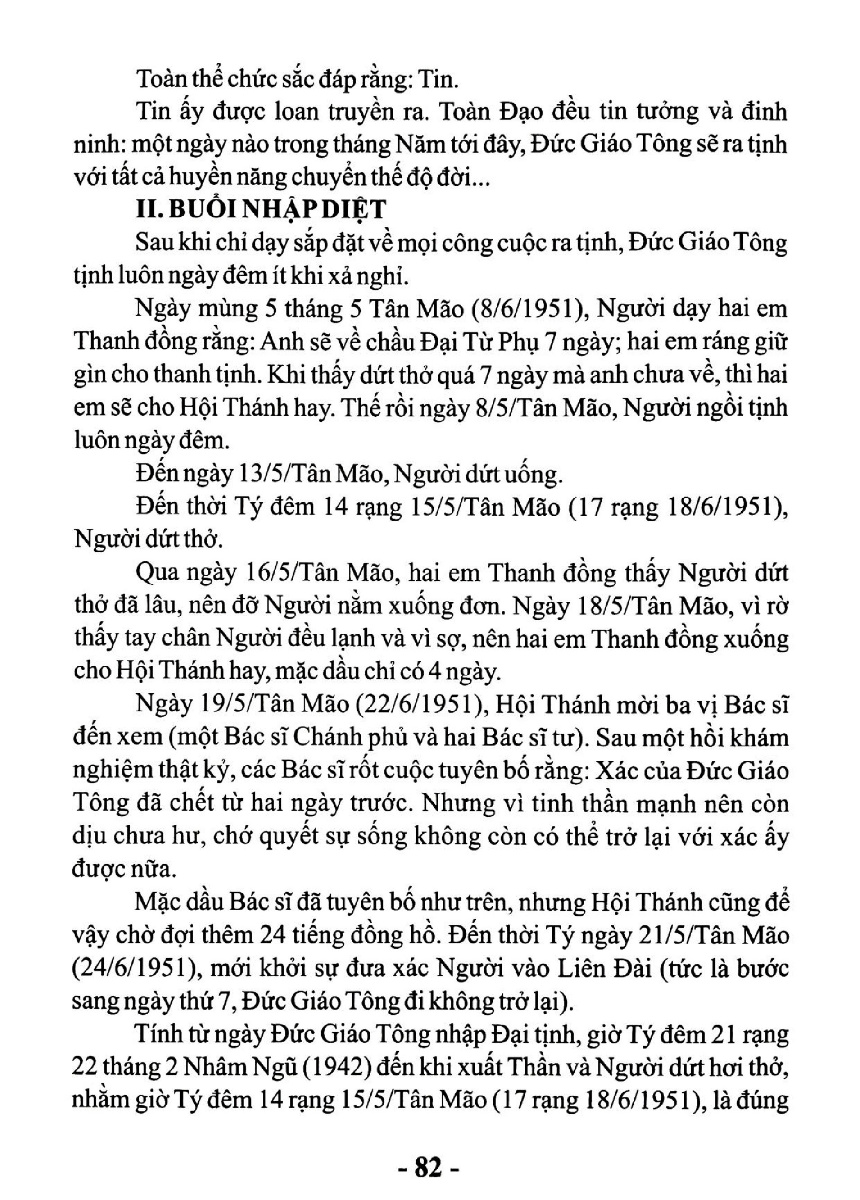 Toàn thể chức sắc đáp rằng: Tin.
Tin ấy được loan truyền ra. Toàn Đạo đều tin tưởng và đinh
ninh: một ngày nào trong tháng Năm tới đây, Đức Giáo Tông sẽ ra tịnh
với tất cả huyền năng chuyển thế độ đời...
II. BUỔI NHẬP DIỆT
Sau khi chỉ dạy sắp đặt về mọi công cuộc ra tịnh, Đức Giáo Tông
tịnh luôn ngày đêm ít khi xả nghỉ.
Ngày mùng 5 tháng 5 Tân Mão (8/6/1951), Người dạy hai em
Thanh đồng rằng: Anh sẽ về chầu Đại Từ Phụ 7 ngày; hai em ráng giữ
gìn cho thanh tịnh. Khi thấy dứt thở quá 7 ngày mà anh chưa về, thì hai
em sẽ cho Hội Thánh hay. Thế rồi ngày 8/5/Tân Mão, Người ngồi tịnh
luôn ngày đêm.
Đến ngày 13/5/Tân Mão, Người dứt uống.
Đến thời Tý đêm 14 rạng 15/5/Tân Mão (17 rạng 18/6/1951),
Người dứt thở.
Qua ngày 16/5/Tân Mão, hai em Thanh đồng thấy Người dứt
thở đã lâu, nên đỡ Người nằm xuống đơn. Ngày 18/5/Tân Mão, vì rờ
thấy tay chân Người đều lạnh và vì sợ, nên hai em Thanh đồng xuống
cho Hội Thánh hay, mặc dầu chỉ có 4 ngày.
Ngày 19/5/Tân Mão (22/6/1951), Hội Thánh mời ba vị Bác sĩ
đến xem (một Bác sĩ Chánh phủ và hai Bác sĩ tư). Sau một hồi khám
nghiệm thật kỷ, các Bác sĩ rốt cuộc tuyên bố rằng: Xác của Đức Giáo
Tông đã chết từ hai ngày trước. Nhưng vì tinh thần mạnh nên còn
dịu chưa hư, chớ quyết sự sống không còn có thể trở lại với xác ấy
được nữa.
Mặc dầu Bác sĩ đã tuyên bố như trên, nhưng Hội Thánh cũng để
vậy chờ đợi thêm 24 tiếng đồng hồ. Đến thời Tý ngày 21/5/Tân Mão
(24/6/1951), mới khởi sự đưa xác Người vào Liên Đài (tức là bước
sang ngày thứ 7, Đức Giáo Tông đi không trở lại).
Tính từ ngày Đức Giáo Tông nhập Đại tịnh, giờ Tý đêm 21 rạng
22 tháng 2 Nhâm Ngũ (1942) đến khi xuất Thần và Người dứt hơi thở,
nhằm giờ Tý đêm 14 rạng 15/5/Tân Mão (17 rạng 18/6/1951), là đúng
- 82 -